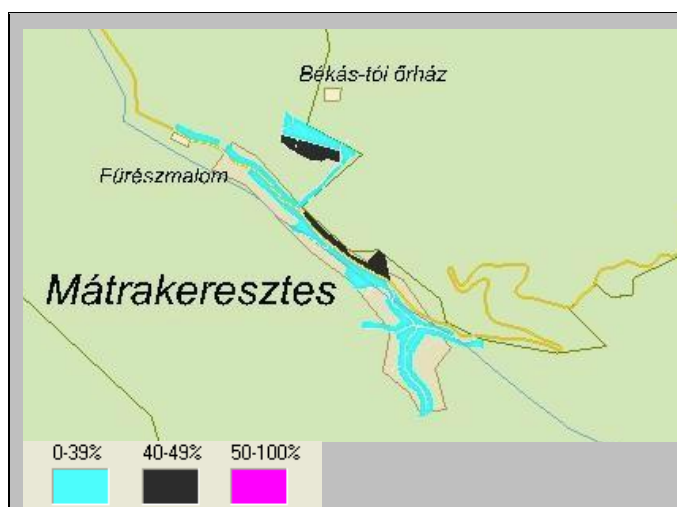 Békás-tói őrház
Fűrészmalom
Mátrakeresztes
0-39% 40-49% 50-100%